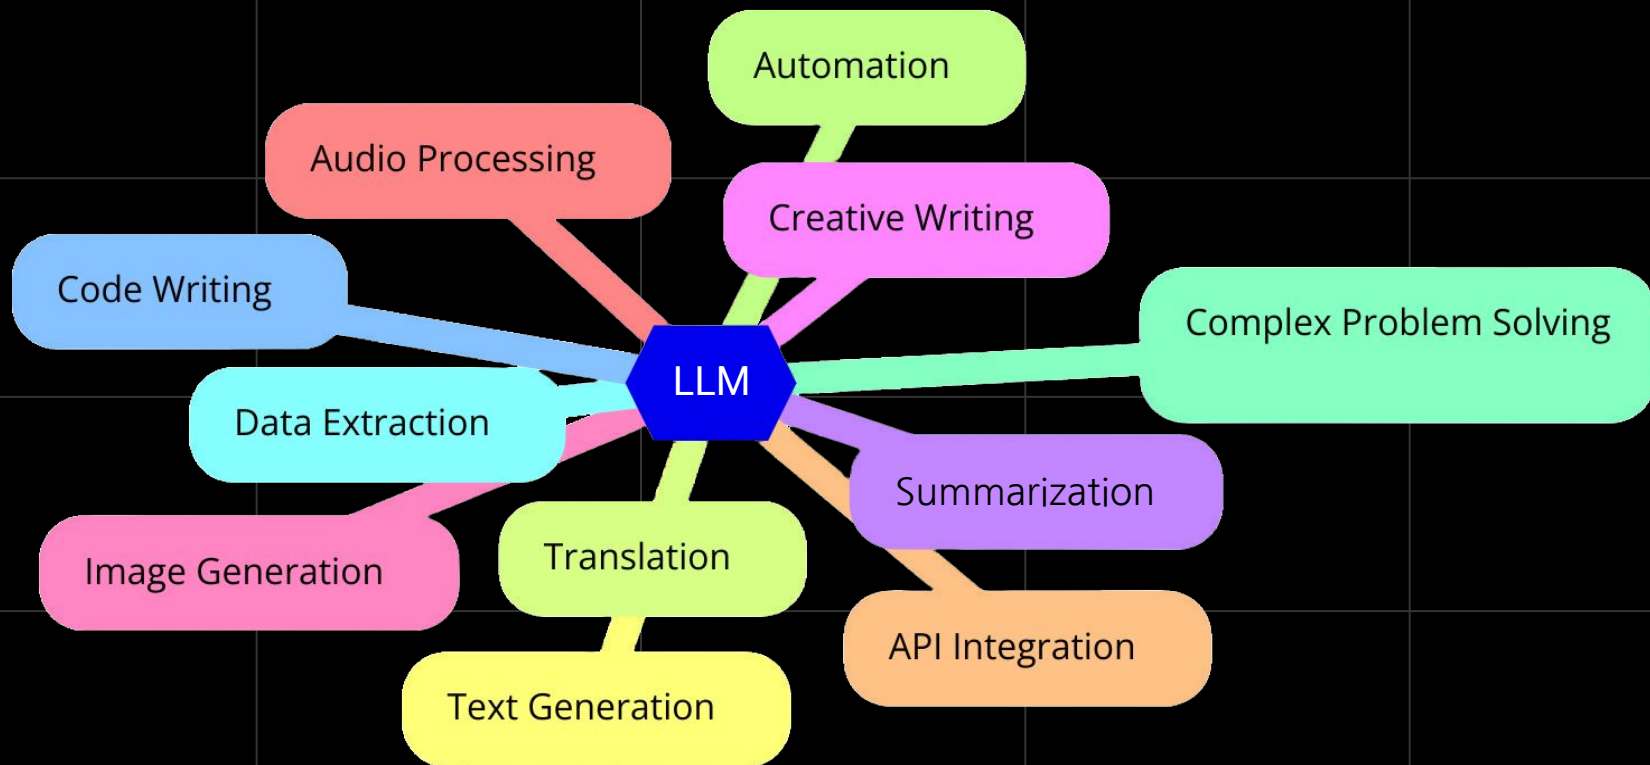 Automation
Audio Processing
Creative Writing
Code Writing
Complex Problem Solving
LLM
Data Extraction
Summarization
Translation
Image Generation
API Integration
Text Generation